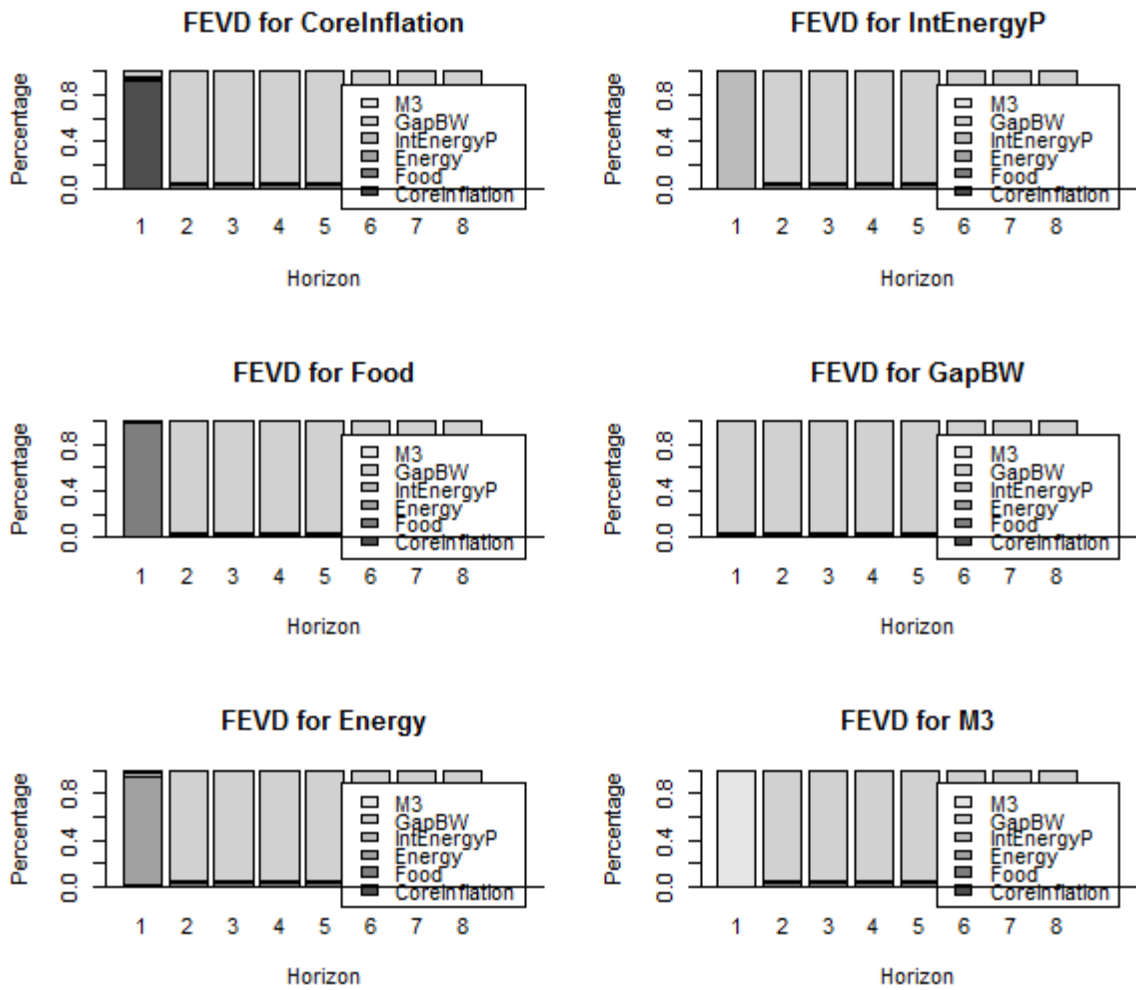 FEVD for CoreInflation
Percentage
0.0 0.4 0.8
M3
GapBW
IntEnergyP
Energy
Food
CoreInflation
1 2 3 4 5 6 7 8
Horizon
FEVD for IntEnergyP
Percentage
0.0 0.4 0.8
M3
GapBW
IntEnergyP
Energy
Food
CoreInflation
1 2 3 4 5 6 7 8
Horizon
FEVD for Food
Percentage
0.0 0.4 0.8
M3
GapBW
IntEnergyP
Energy
Food
CoreInflation
1 2 3 4 5 6 7 8
Horizon
FEVD for GapBW
Percentage
0.0 0.4 0.8
M3
GapBW
IntEnergyP
Energy
Food
CoreInflation
1 2 3 4 5 6 7 8
Horizon
FEVD for Energy
Percentage
0.0 0.4 0.8
M3
GapBW
IntEnergyP
Energy
Food
CoreInflation
1 2 3 4 5 6 7 8
Horizon
FEVD for M3
Percentage
0.0 0.4 0.8
M3
GapBW
IntEnergyP
Energy
Food
CoreInflation
1 2 3 4 5 6 7 8
Horizon